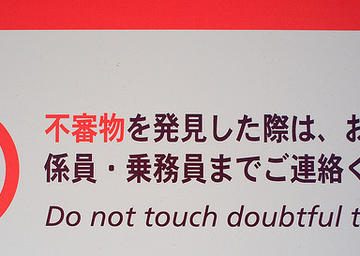 不審物を発見した際は、お
係員・乗務員までご連絡く
Do not touch doubtful t